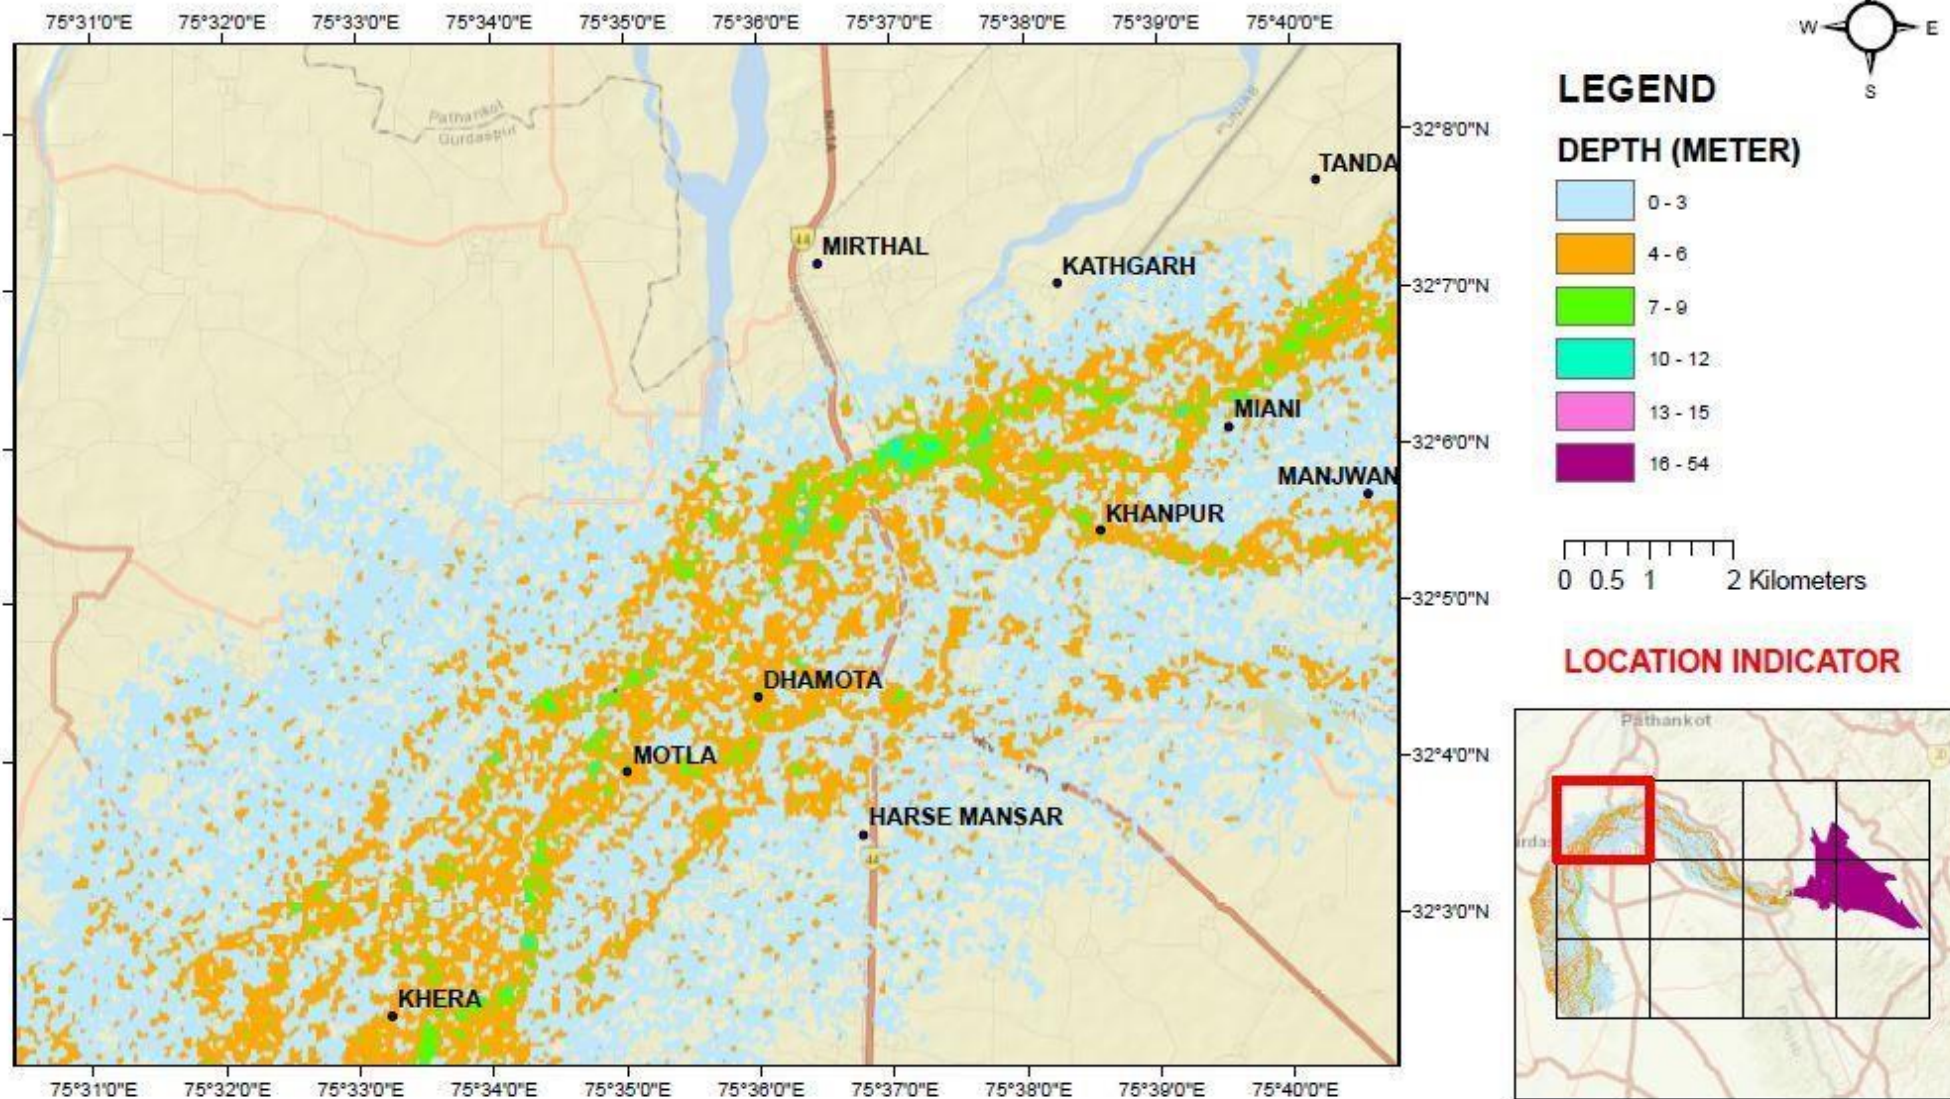 75°31'0"E 75°32'0"E 75°33'0"E 75°34'0"E 75°35'0"E 75°36'0"E 75°37'0"E 75°38'0"E 75°39'0"E 75°40'0"E
W E
S
LEGEND
DEPTH (METER)
0 - 3
4 - 6
7 - 9
10 - 12
13 - 15
16 - 54
0 0.5 1 2 Kilometers
LOCATION INDICATOR
Pathankot
Pathankot
Gurdaspur
NH-1A
PUNJAB
32°8'0"N
TANDA
44
MIRTHAL
KATHGARH
32°7'0"N
MIANI
32°6'0"N
MANJWAN
KHANPUR
32°5'0"N
DHAMOTA
MOTLA
32°4'0"N
HARSE MANSAR
44
32°3'0"N
KHERA
75°31'0"E 75°32'0"E 75°33'0"E 75°34'0"E 75°35'0"E 75°36'0"E 75°37'0"E 75°38'0"E 75°39'0"E 75°40'0"E